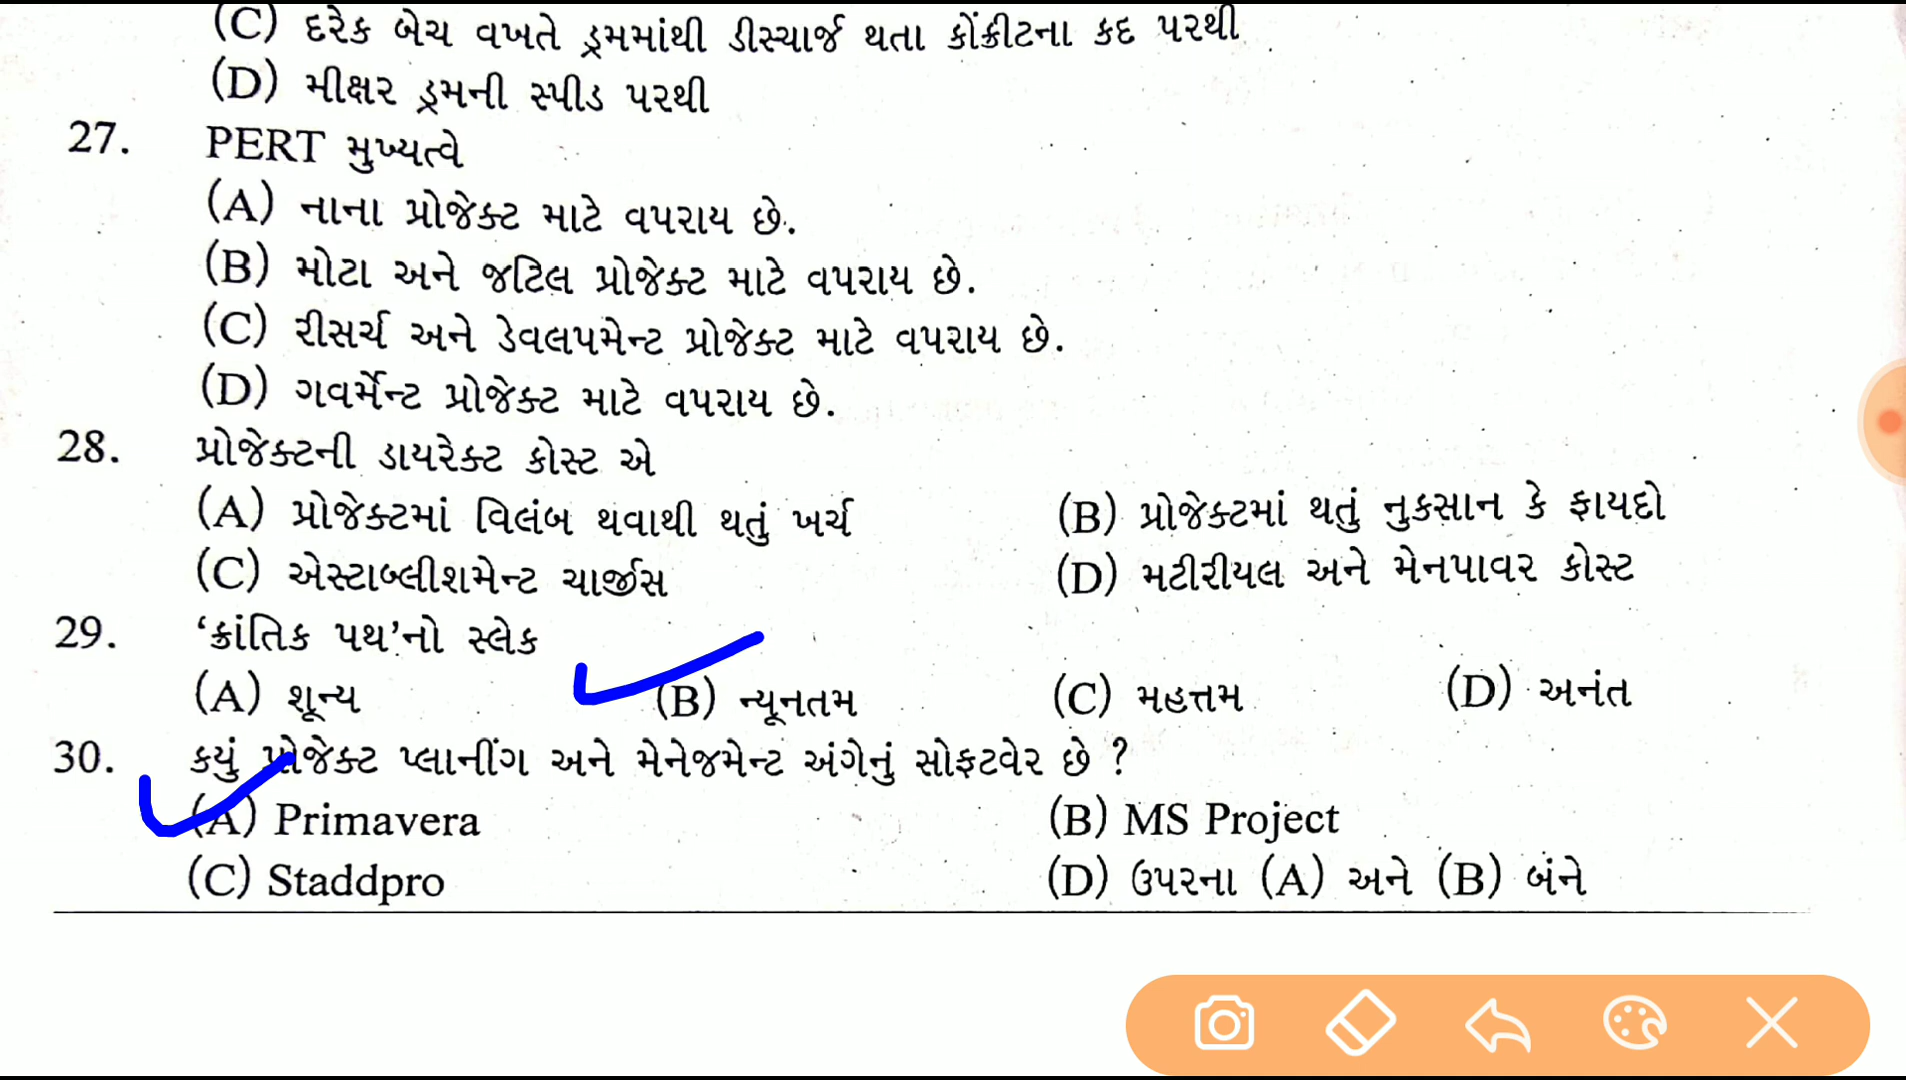 (C) દરેક બેચ વખતે ડ્રમમાંથી ડીસ્ચાર્જ થતા કોંક્રીટના કદ પરથી
(D) મીક્ષર ડ્રમની સ્પીડ પરથી
27. PERT મુખ્યત્વે
(A) નાના પ્રોજેક્ટ માટે વપરાય છે.
(B) મોટા અને જટિલ પ્રોજેક્ટ માટે વપરાય છે.
(C) રીસર્ચ અને ડેવલપમેન્ટ પ્રોજેક્ટ માટે વપરાય છે.
(D) ગવર્મેન્ટ પ્રોજેક્ટ માટે વપરાય છે.
28. પ્રોજેક્ટની ડાયરેક્ટ કોસ્ટ એ
(A) પ્રોજેક્ટમાં વિલંબ થવાથી થતું ખર્ચ (B) પ્રોજેક્ટમાં થતું નુકસાન કે ફાયદો
(C) એસ્ટાબ્લીશમેન્ટ ચાર્જીસ (D) મટીરીયલ અને મેનપાવર કોસ્ટ
29. ‘ક્રાંતિક પથ’નો સ્લેક
(A) શૂન્ય (B) ન્યૂનતમ (C) મહત્તમ (D) અનંત
30. કયું પ્રોજેક્ટ પ્લાનીંગ અને મેનેજમેન્ટ અંગેનું સોફટવેર છે ?
(A) Primavera (B) MS Project
(C) Staddpro (D) ઉપરના (A) અને (B) બંને